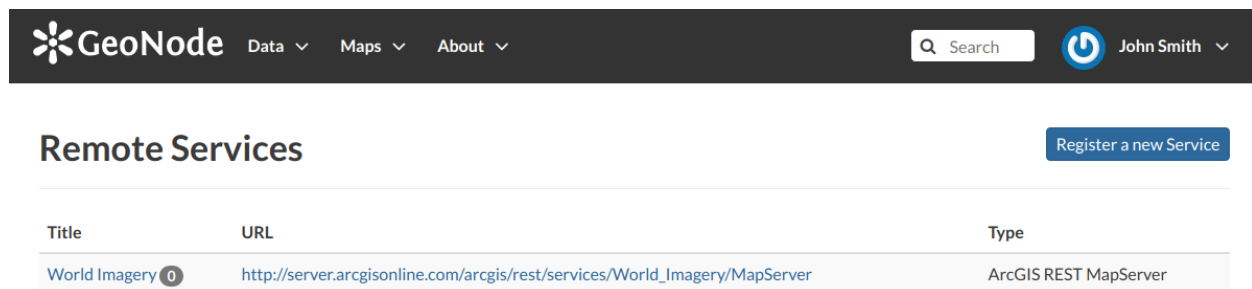 GeoNode Data Maps About Search John Smith
Remote Services Register a new Service
Title URL Type
World Imagery 0 http://server.arcgisonline.com/arcgis/rest/services/World_Imagery/MapServer ArcGIS REST MapServer